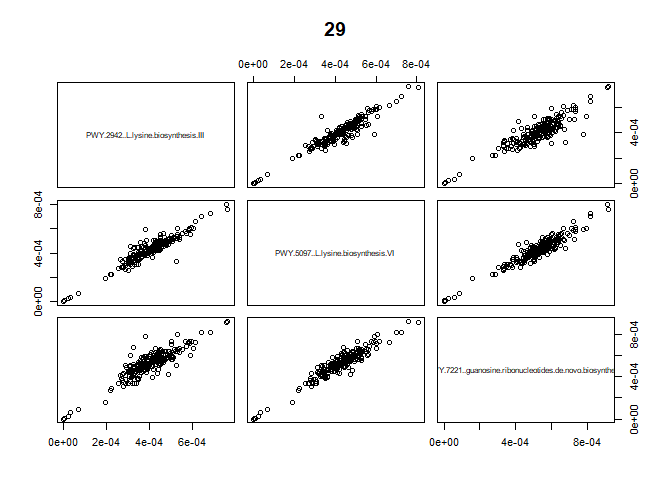 29
0e+00 2e-04 4e-04 6e-04 8e-04
PWY.2942..L.lysine.biosynthesis.III
0e+00 4e-04
0e+00 4e-04 8e-04
PWY.5097..L.lysine.biosynthesis.VI
Y.7221..guanosine.ribonucleotides.de.novo.biosynthe
0e+00 4e-04 8e-04
0e+00 2e-04 4e-04 6e-04
0e+00 4e-04 8e-04